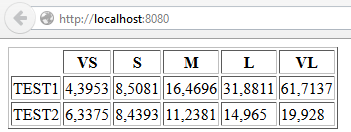 http://localhost:8080
VS S M L VL
TEST1 4,3953 8,5081 16,4696 31,8811 61,7137
TEST2 6,3375 8,4393 11,2381 14,965 19,928